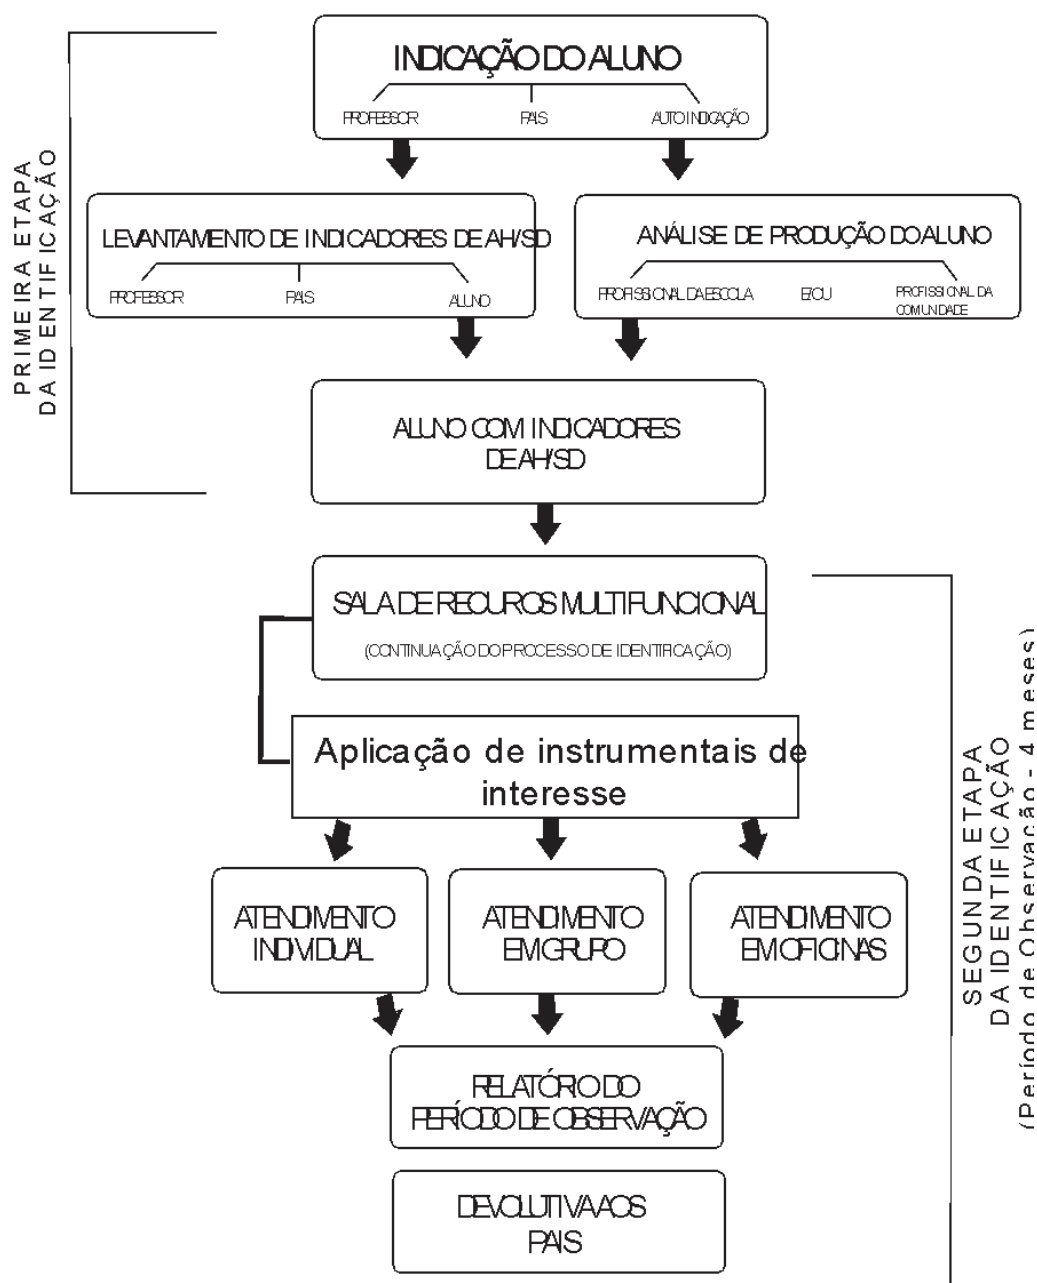 INDICAÇÃO DO ALUNO
PROFESSOR
PAIS
AUTO INDICAÇÃO
PRIMEIRA ETAPA
DA IDENTIFICAÇÃO
LEVANTAMENTO DE INDICADORES DE AH/SD
PROFESSOR
PAIS
ALUNO
ANÁLISE DE PRODUÇÃO DO ALUNO
PROFISSIONAL DA ESCOLA
E/OU
PROFISSIONAL DA
COMUNIDADE
ALUNO COM INDICADORES
DE AH/SD
SALA DE RECUROS MULTIFUNCIONAL
(CONTINUAÇÃO DO PROCESSO DE IDENTIFICAÇÃO)
Aplicação de instrumentais de
interesse
ATENDIMENTO
INDIVIDUAL
ATENDIMENTO
EM GRUPO
ATENDIMENTO
EM OFICINAS
SEGUNDA ETAPA
DA IDENTIFICAÇÃO
(Período de Observação - 4 meses)
RELATÓRIO DO
PERÍODO DE OBSERVAÇÃO
DEVOLUTIVA AOS
PAIS